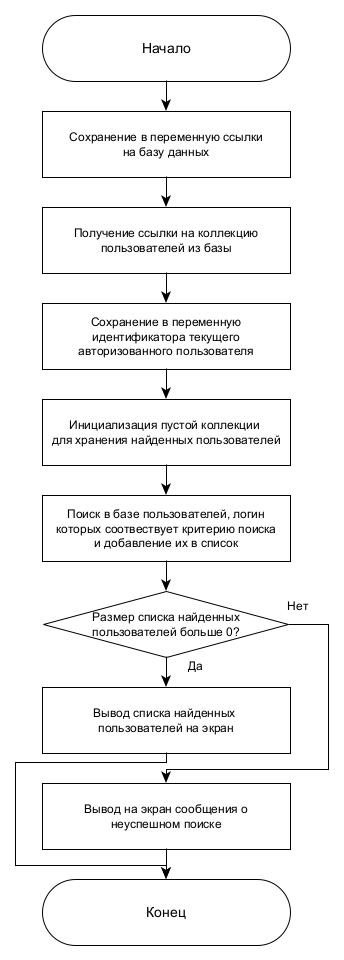 Начало
Сохранение в переменную ссылки
на базу данных
Получение ссылки на коллекцию
пользователей из базы
Сохранение в переменную
идентификатора текущего
авторизованного пользователя
Инициализация пустой коллекции
для хранения найденных пользователей
Поиск в базе пользователей, логин
которых соотвествует критерию поиска
и добавление их в список
Размер списка найденных
пользователей больше 0?
Нет
Да
Вывод списка найденных
пользователей на экран
Вывод на экран сообщения о
неуспешном поиске
Конец